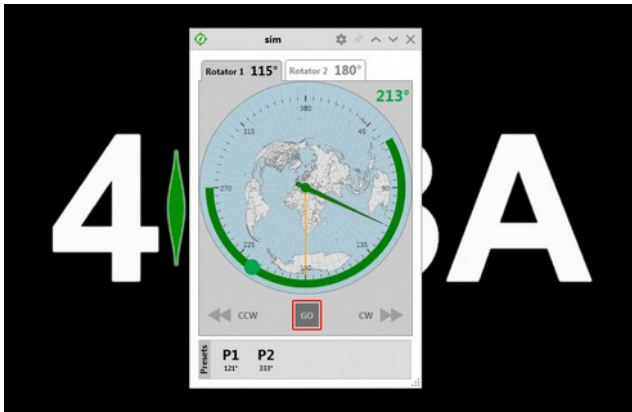 sim
Rotator 1 115° Rotator 2 180°
213°
360
315 45
270 90
225 135
180
CCW GO CW
Presets
P1 P2
121° 333°
4 A